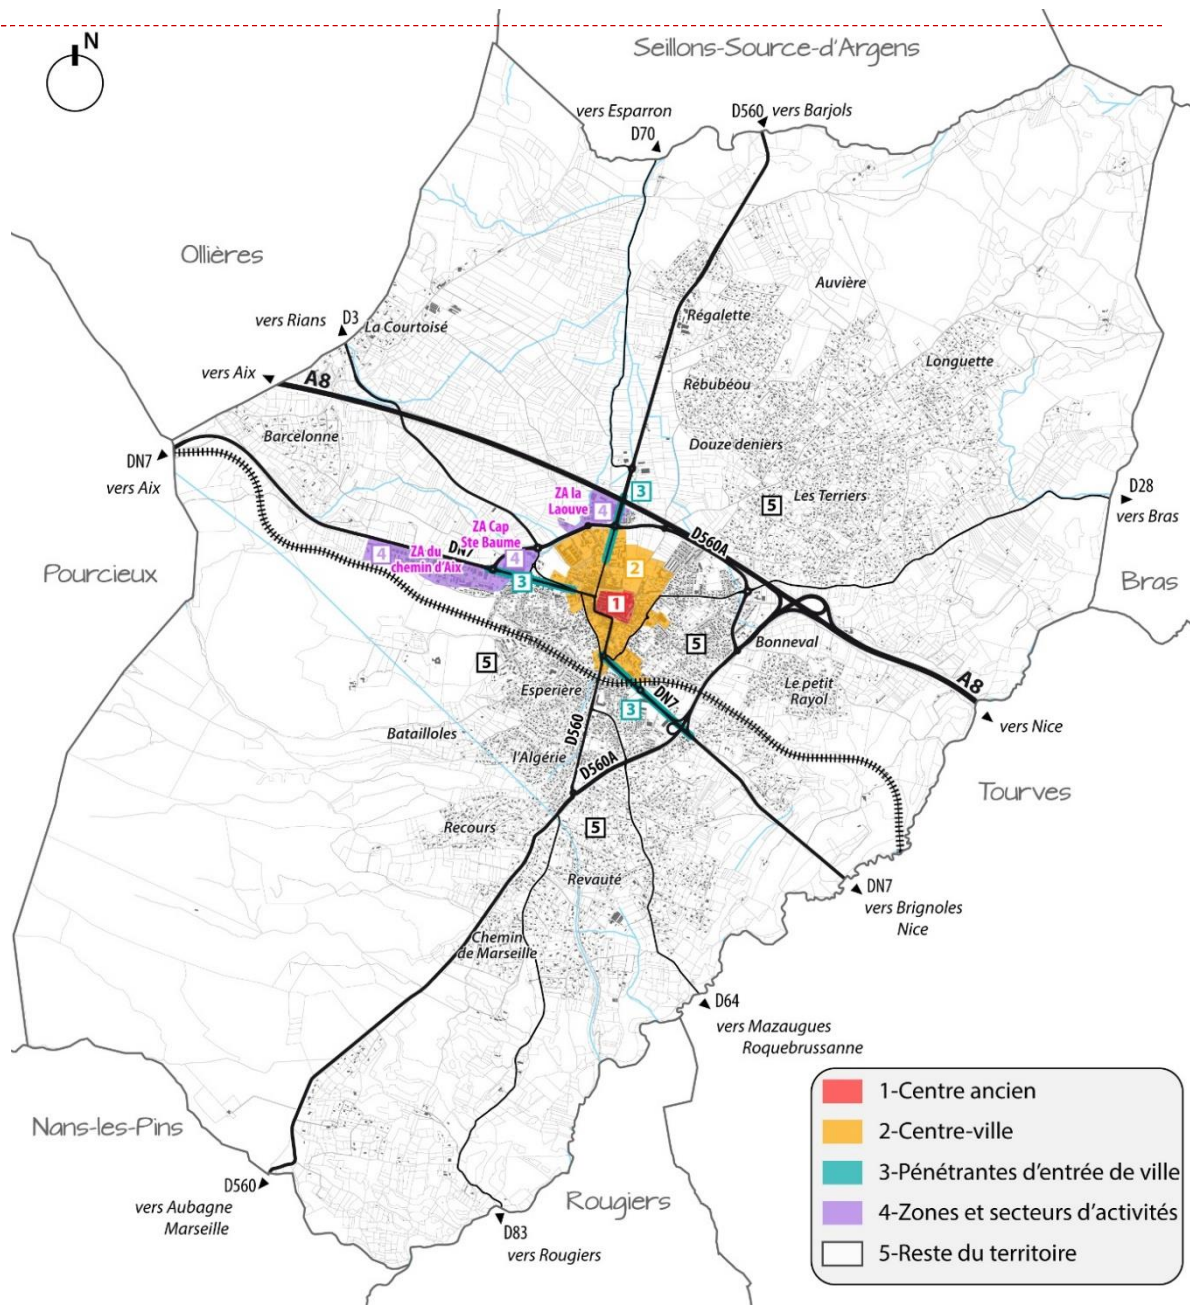 N
Seillons-Source-d'Argens
vers Esparron
D70
D560
vers Barjols
Ollières
Auvière
vers Rians
D3
La Courtoisé
Régalette
Longuette
vers Aix
A8
Rébubéou
Barcelonne
Douze deniers
DN7
vers Aix
D28
vers Bras
ZA la
Laouve
3
4
Les Terriers
5
ZA Cap
Ste Baume
D560A
DN7
4
ZA du
chemin d'Aix
4
2
Pourcieux
3
Bras
1
5
Bonneval
5
Esperière
Le petit
Rayol
A8
DN7
3
vers Nice
D560
Batailloles
l'Algérie
D560A
Tourves
Recours
5
Revauté
DN7
vers Brignoles
Nice
Chemin
de Marseille
D64
vers Mazaugues
Roquebrussanne
Nans-les-Pins
D560
vers Aubagne
Marseille
Rougiers
D83
vers Rougiers
1-Centre ancien
2-Centre-ville
3-Pénétrantes d'entrée de ville
4-Zones et secteurs d'activités
5-Reste du territoire